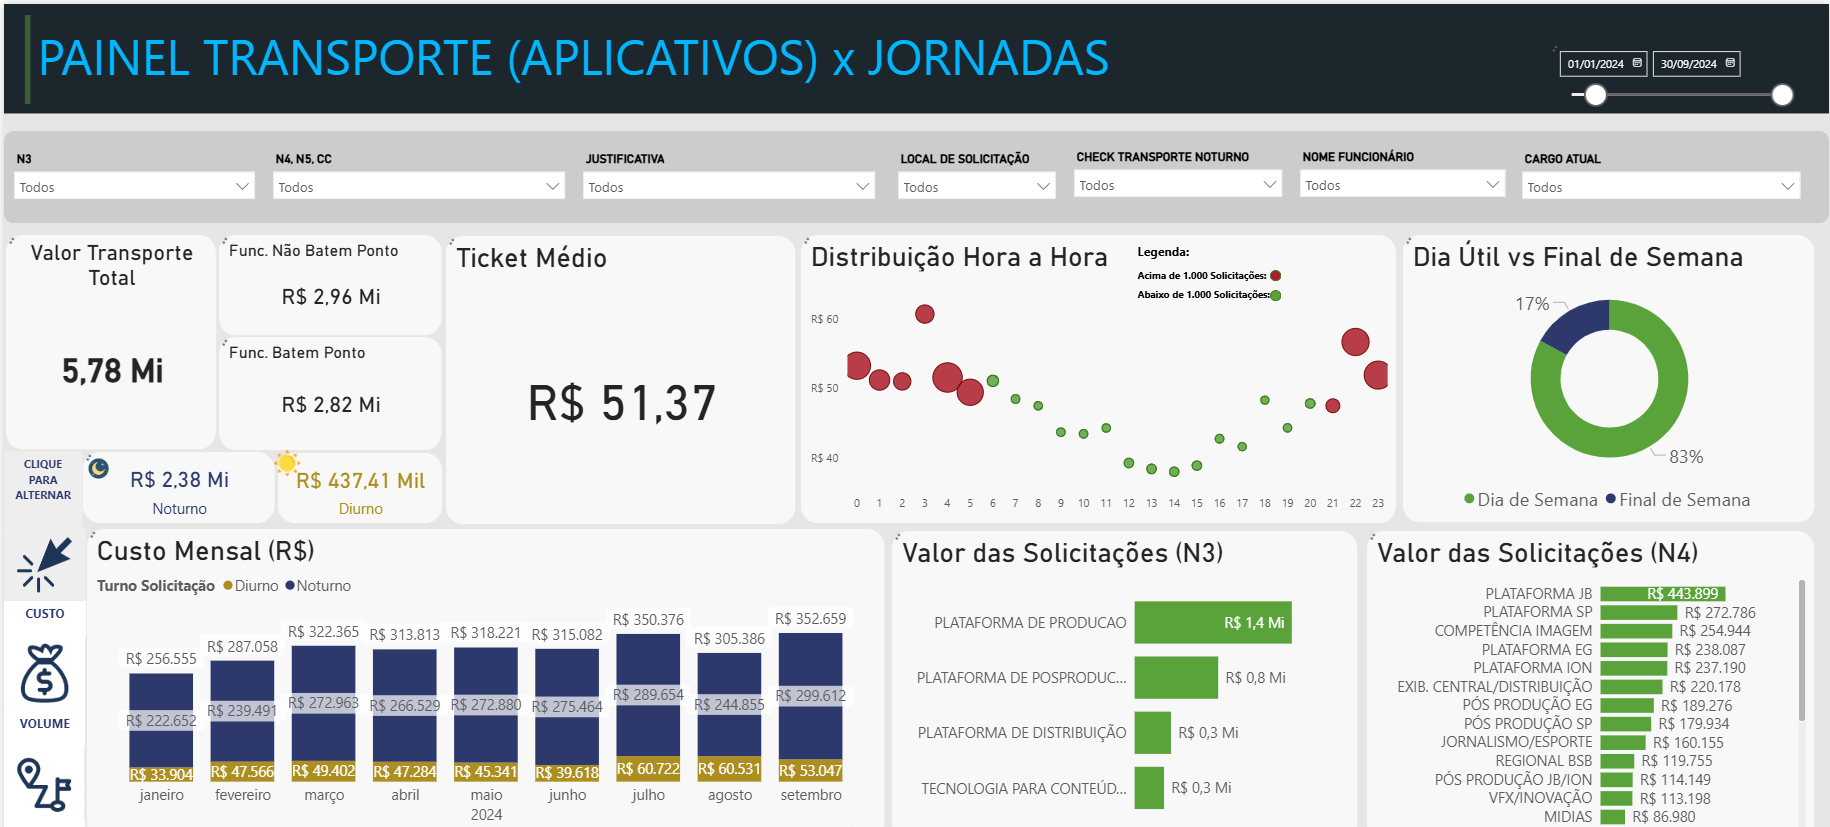 PAINEL TRANSPORTE (APLICATIVOS) x JORNADAS
01/01/2024
30/09/2024
N3
Todos
N4, N5, CC
Todos
JUSTIFICATIVA
Todos
LOCAL DE SOLICITAÇÃO
Todos
CHECK TRANSPORTE NOTURNO
Todos
NOME FUNCIONÁRIO
Todos
CARGO ATUAL
Todos
Valor Transporte
Total
5,78 Mi
Func. Não Batem Ponto
R$ 2,96 Mi
Func. Batem Ponto
R$ 2,82 Mi
CLIQUE
PARA
ALTERNAR
R$ 2,38 Mi
Noturno
R$ 437,41 Mil
Diurno
Ticket Médio
R$ 51,37
Distribuição Hora a Hora
Legenda:
Acima de 1.000 Solicitações:
Abaixo de 1.000 Solicitações:
R$ 60
R$ 50
R$ 40
0 1 2 3 4 5 6 7 8 9 10 11 12 13 14 15 16 17 18 19 20 21 22 23
Dia Útil vs Final de Semana
17%
83%
Dia de Semana Final de Semana
CUSTO
VOLUME
Custo Mensal (R$)
Turno Solicitação Diurno Noturno
R$ 256.555
R$ 287.058
R$ 322.365
R$ 313.813
R$ 318.221
R$ 315.082
R$ 350.376
R$ 305.386
R$ 352.659
R$ 222.652
R$ 239.491
R$ 272.963
R$ 266.529
R$ 272.880
R$ 275.464
R$ 289.654
R$ 244.855
R$ 299.612
R$ 33.904
R$ 47.566
R$ 49.402
R$ 47.284
R$ 45.341
R$ 39.618
R$ 60.722
R$ 60.531
R$ 53.047
janeiro fevereiro março abril maio junho julho agosto setembro
2024
Valor das Solicitações (N3)
PLATAFORMA DE PRODUCAO R$ 1,4 Mi
PLATAFORMA DE POSPRODUC... R$ 0,8 Mi
PLATAFORMA DE DISTRIBUIÇÃO R$ 0,3 Mi
TECNOLOGIA PARA CONTEÚD... R$ 0,3 Mi
Valor das Solicitações (N4)
PLATAFORMA JB R$ 443.899
PLATAFORMA SP R$ 272.786
COMPETÊNCIA IMAGEM R$ 254.944
PLATAFORMA EG R$ 238.087
PLATAFORMA ION R$ 237.190
EXIB. CENTRAL/DISTRIBUIÇÃO R$ 220.178
PÓS PRODUÇÃO EG R$ 189.276
PÓS PRODUÇÃO SP R$ 179.934
JORNALISMO/ESPORTE R$ 160.155
REGIONAL BSB R$ 119.755
PÓS PRODUÇÃO JB/ION R$ 114.149
VFX/INOVAÇÃO R$ 113.198
MIDIAS R$ 86.980